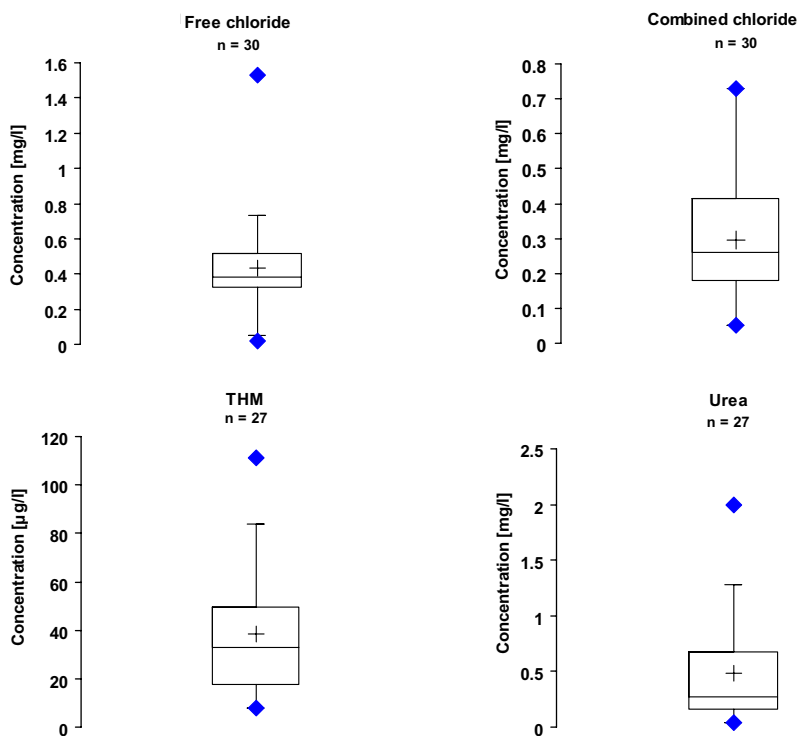 Free chloride
n = 30
Concentration [mg/l]
1.6
1.4
1.2
1
0.8
0.6
0.4
0.2
0
Combined chloride
n = 30
Concentration [mg/l]
0.8
0.7
0.6
0.5
0.4
0.3
0.2
0.1
0
THM
n = 27
Concentration [µg/l]
120
100
80
60
40
20
0
Urea
n = 27
Concentration [mg/l]
2.5
2
1.5
1
0.5
0